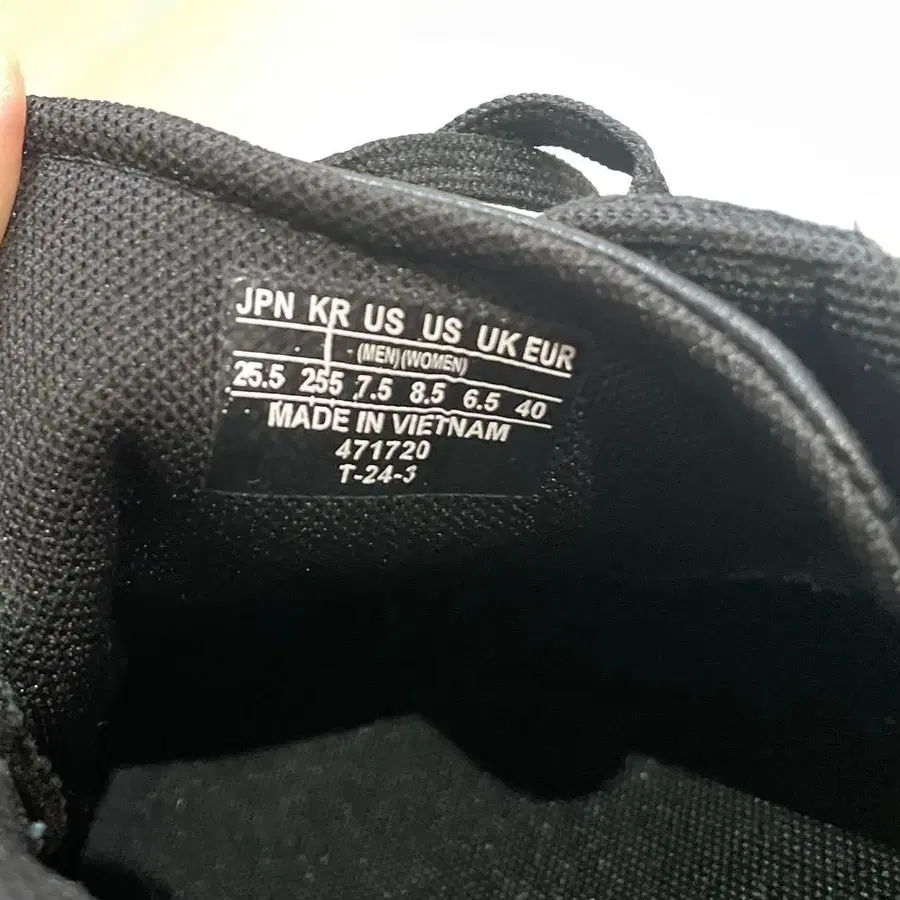 JPN KR US US UK EUR
(MEN)(WOMEN)
25.5 255 7.5 8.5 6.5 40
MADE IN VIETNAM
471720
T-24-3